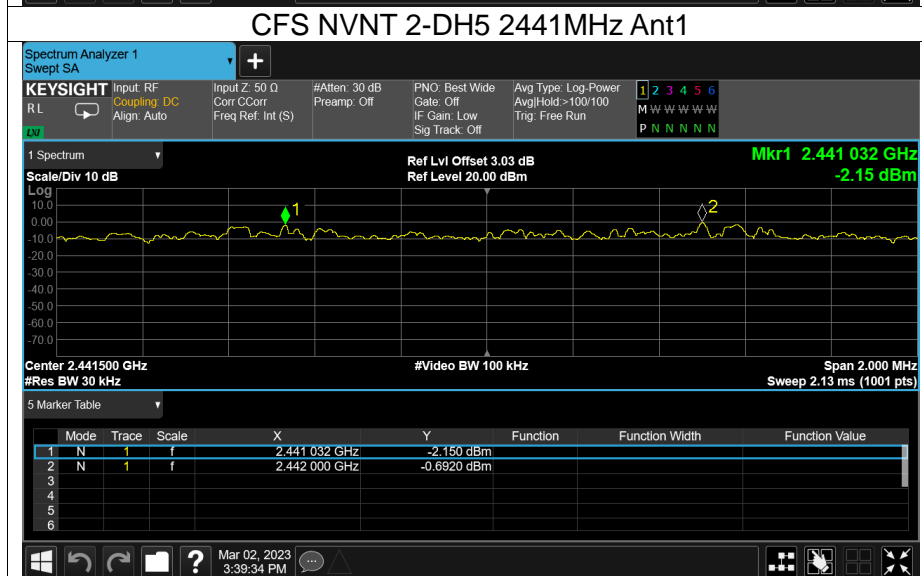 CFS NVNT 2-DH5 2441MHz Ant1
Spectrum Analyzer 1
Swept SA
+
KEYSIGHT
RL
LXI
Input: RF
Coupling: DC
Align: Auto
Input Z: 50 Ω
Corr CCorr
Freq Ref: Int (S)
#Atten: 30 dB
Preamp: Off
PNO: Best Wide
Gate: Off
IF Gain: Low
Sig Track: Off
Avg Type: Log-Power
Avg|Hold:>100/100
Trig: Free Run
1 2 3 4 5 6
M W W W W W
P N N N N N
1 Spectrum
Scale/Div 10 dB
Ref Lvl Offset 3.03 dB
Ref Level 20.00 dBm
Mkr1 2.441 032 GHz
-2.15 dBm
Log
10.0
0.00
-10.0
-20.0
-30.0
-40.0
-50.0
-60.0
-70.0
1
2
Center 2.441500 GHz
#Res BW 30 kHz
#Video BW 100 kHz
Span 2.000 MHz
Sweep 2.13 ms (1001 pts)
5 Marker Table
Mode Trace Scale X Y Function Function Width Function Value
1 N 1 f 2.441 032 GHz -2.150 dBm
2 N 1 f 2.442 000 GHz -0.6920 dBm
3
4
5
6
?
Mar 02, 2023
3:39:34 PM